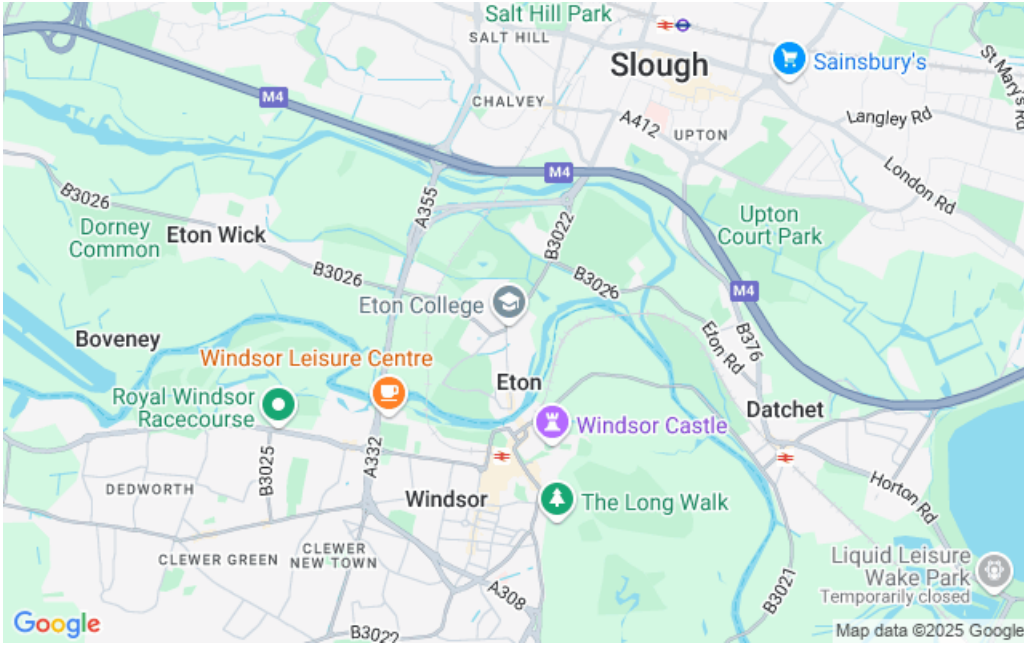 Salt Hill Park
SALT HILL
Slough
Sainsbury's
St Mary's Rd
M4
CHALVEY
A412
UPTON
Langley Rd
M4
London Rd
B3026
A355
Dorney
Common
Eton Wick
B3022
Upton
Court Park
B3026
B3026
M4
Eton College
Boveney
Eton Rd
B376
Windsor Leisure Centre
Eton
Royal Windsor
Racecourse
Datchet
Windsor Castle
A332
B3025
DEDWORTH
Windsor
The Long Walk
Horton Rd
CLEWER GREEN
CLEWER
NEW TOWN
Liquid Leisure
Wake Park
Temporarily closed
A308
B3021
Google
B3022
Map data ©2025 Google